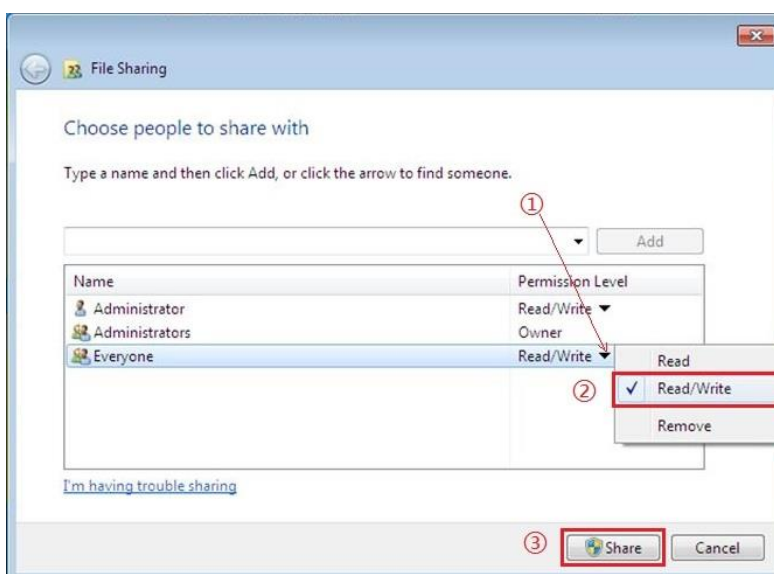 File Sharing
Choose people to share with
Type a name and then click Add, or click the arrow to find someone.
①
Add
Name Permission Level
Administrator Read/Write
Administrators Owner
Everyone Read/Write
Read
② Read/Write
Remove
I'm having trouble sharing
③ Share Cancel